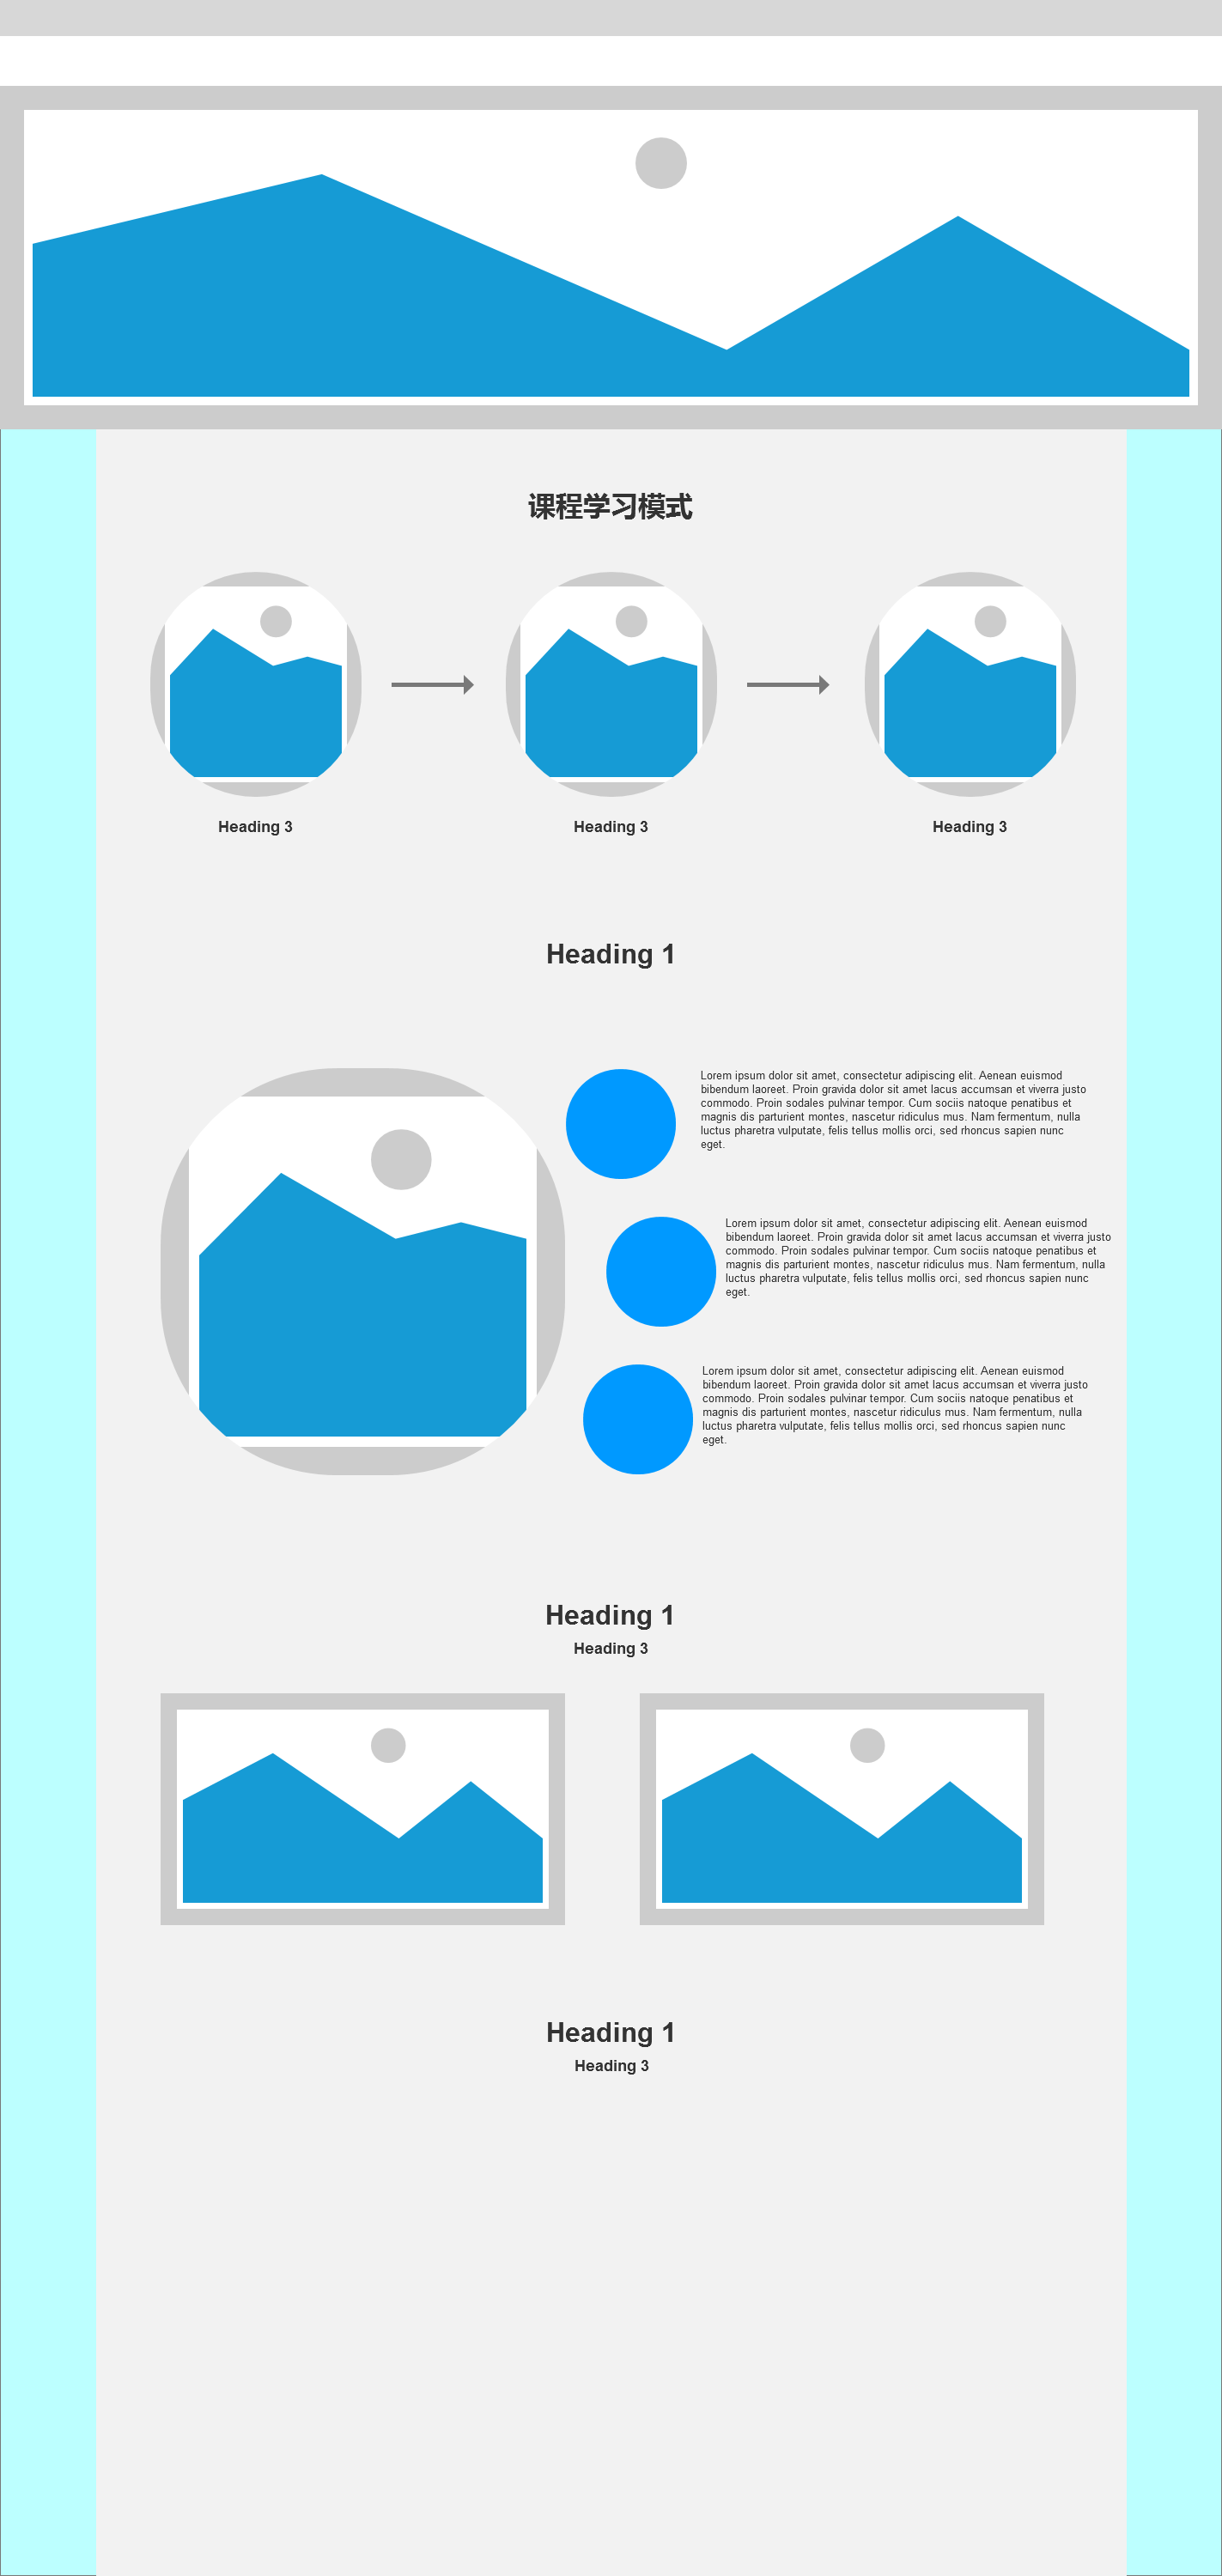 课程学习模式
Heading 3
Heading 3
Heading 3
Heading 1
Lorem ipsum dolor sit amet, consectetur adipiscing elit. Aenean euismod
bibendum laoreet. Proin gravida dolor sit amet lacus accumsan et viverra justo
commodo. Proin sodales pulvinar tempor. Cum sociis natoque penatibus et
magnis dis parturient montes, nascetur ridiculus mus. Nam fermentum, nulla
luctus pharetra vulputate, felis tellus mollis orci, sed rhoncus sapien nunc
eget.
Lorem ipsum dolor sit amet, consectetur adipiscing elit. Aenean euismod
bibendum laoreet. Proin gravida dolor sit amet lacus accumsan et viverra justo
commodo. Proin sodales pulvinar tempor. Cum sociis natoque penatibus et
magnis dis parturient montes, nascetur ridiculus mus. Nam fermentum, nulla
luctus pharetra vulputate, felis tellus mollis orci, sed rhoncus sapien nunc
eget.
Lorem ipsum dolor sit amet, consectetur adipiscing elit. Aenean euismod
bibendum laoreet. Proin gravida dolor sit amet lacus accumsan et viverra justo
commodo. Proin sodales pulvinar tempor. Cum sociis natoque penatibus et
magnis dis parturient montes, nascetur ridiculus mus. Nam fermentum, nulla
luctus pharetra vulputate, felis tellus mollis orci, sed rhoncus sapien nunc
eget.
Heading 1
Heading 3
Heading 1
Heading 3